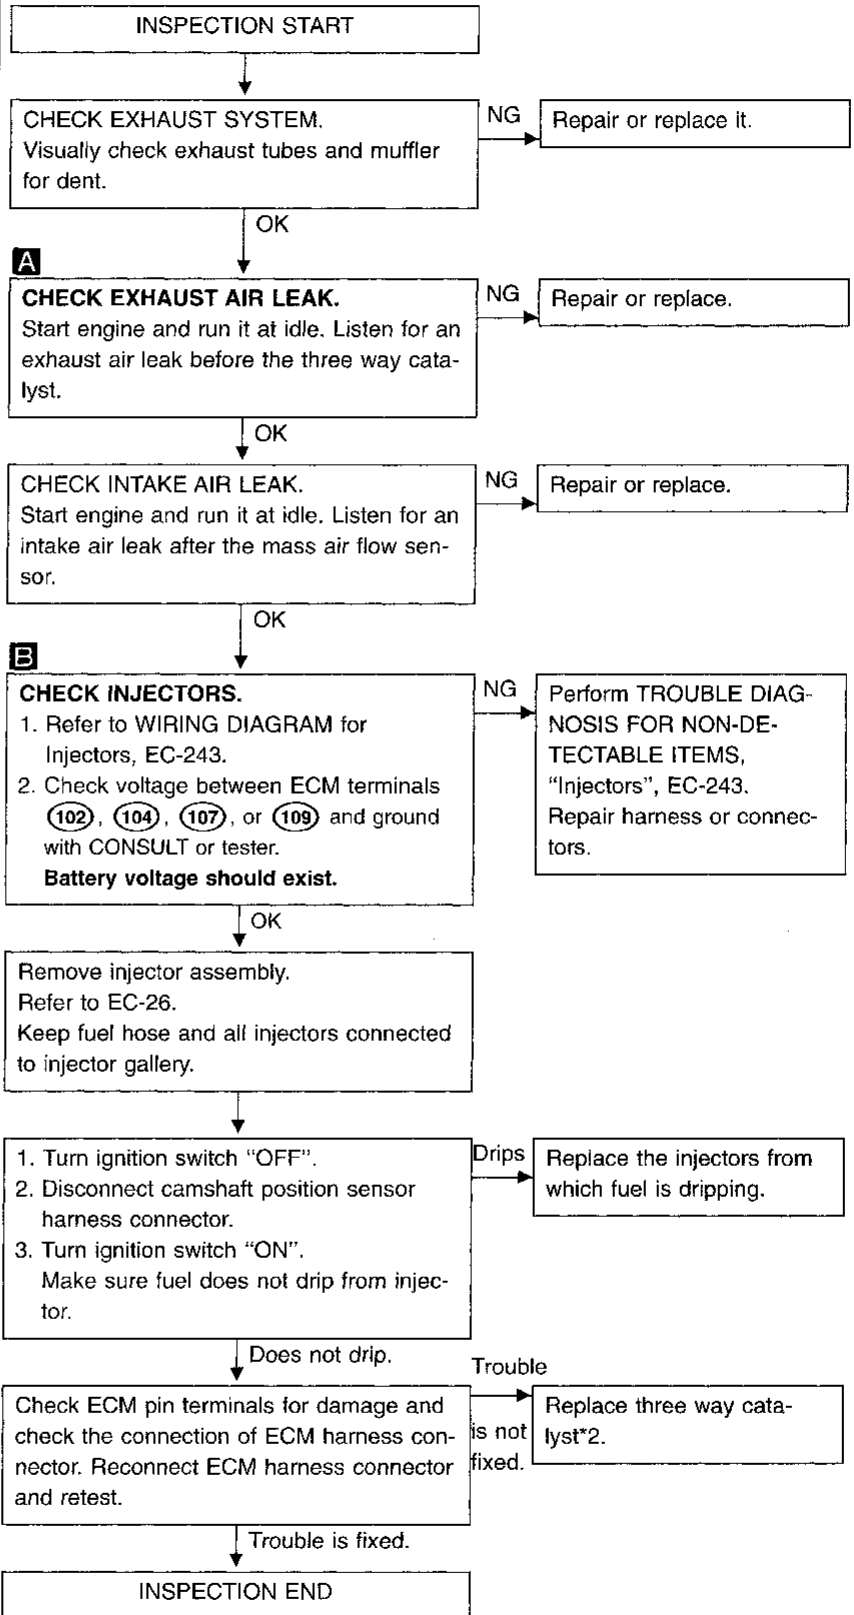 INSPECTION START
CHECK EXHAUST SYSTEM.
Visually check exhaust tubes and muffler
for dent.
NG
Repair or replace it.
OK
A
CHECK EXHAUST AIR LEAK.
Start engine and run it at idle. Listen for an
exhaust air leak before the three way cata-
lyst.
NG
Repair or replace.
OK
CHECK INTAKE AIR LEAK.
Start engine and run it at idle. Listen for an
intake air leak after the mass air flow sen-
sor.
NG
Repair or replace.
OK
B
CHECK INJECTORS.
1. Refer to WIRING DIAGRAM for
Injectors, EC-243.
2. Check voltage between ECM terminals
102, 104, 107, or 109 and ground
with CONSULT or tester.
Battery voltage should exist.
NG
Perform TROUBLE DIAG-
NOSIS FOR NON-DE-
TECTABLE ITEMS,
“Injectors”, EC-243.
Repair harness or connec-
tors.
OK
Remove injector assembly.
Refer to EC-26.
Keep fuel hose and all injectors connected
to injector gallery.
1. Turn ignition switch “OFF”.
2. Disconnect camshaft position sensor
harness connector.
3. Turn ignition switch “ON”.
Make sure fuel does not drip from injec-
tor.
Drips
Replace the injectors from
which fuel is dripping.
Does not drip.
Check ECM pin terminals for damage and
check the connection of ECM harness con-
nector. Reconnect ECM harness connector
and retest.
Trouble
is not
fixed.
Replace three way cata-
lyst*2.
Trouble is fixed.
INSPECTION END